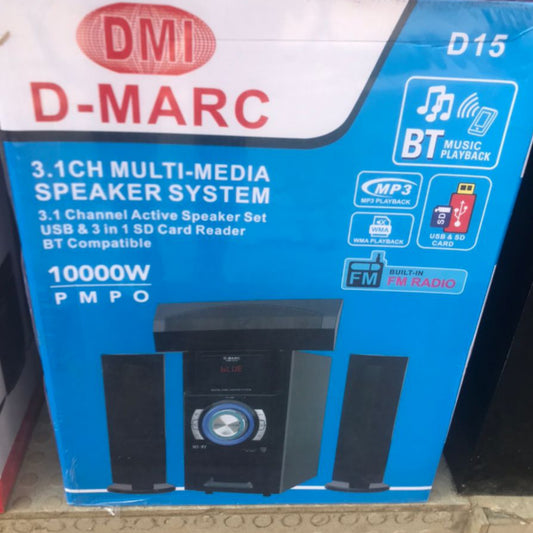 DMI
D-MARC
D15
BT MUSIC PLAYBACK
3.1CH MULTI-MEDIA
SPEAKER SYSTEM
3.1 Channel Active Speaker Set
USB & 3 in 1 SD Card Reader
BT Compatible
MP3
MP3 PLAYBACK
WMA
WMA PLAYBACK
SD
USB & SD
CARD
10000W
PMPO
FM
BUILT-IN
FM RADIO
D-MARC